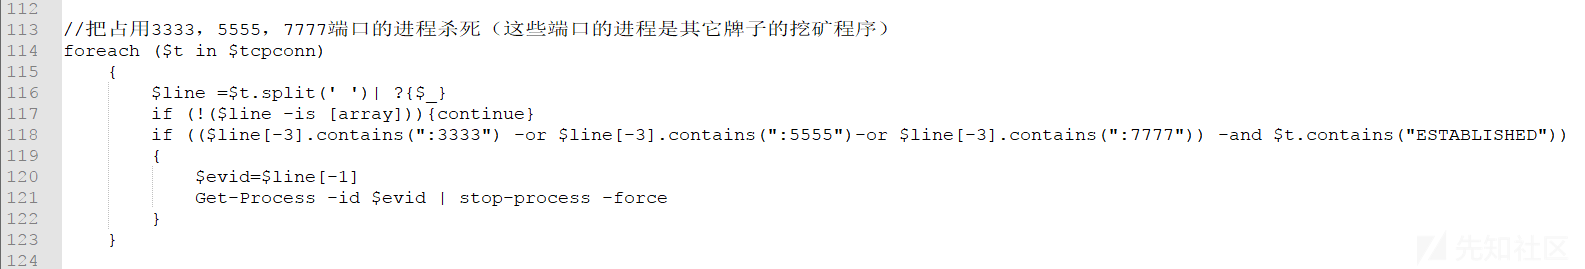 112
113 //把占用3333，5555，7777端口的进程杀死（这些端口的进程是其它牌子的挖矿程序）
114 foreach ($t in $tcpconn)
115 {
116 $line =$t.split(' ')| ?{$_}
117 if (!($line -is [array])){continue}
118 if (($line[-3].contains(":3333") -or $line[-3].contains(":5555")-or $line[-3].contains(":7777")) -and $t.contains("ESTABLISHED"))
119 {
120 $evid=$line[-1]
121 Get-Process -id $evid | stop-process -force
122 }
123 }
124
先知社区